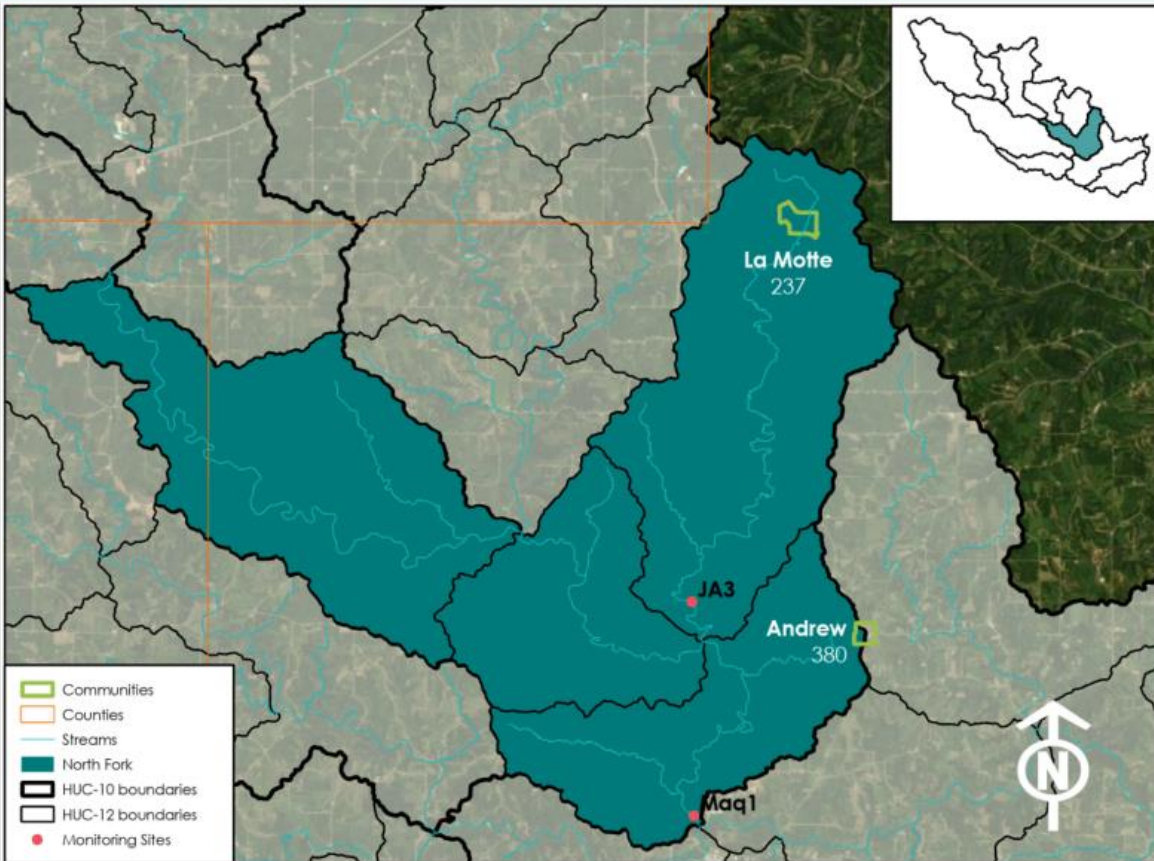 La Motte
237
JA3
Andrew
380
Maq1
Communities
Counties
Streams
North Fork
HUC-10 boundaries
HUC-12 boundaries
Monitoring Sites
N